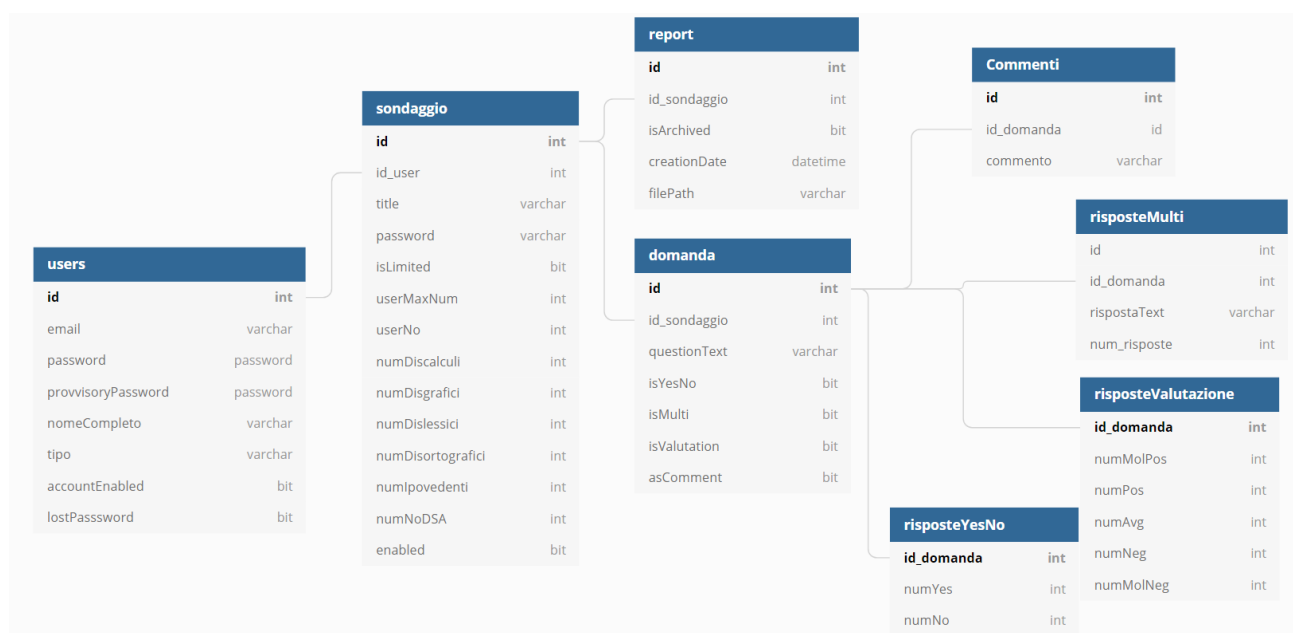 users
id int
email varchar
password password
provvisoryPassword password
nomeCompleto varchar
tipo varchar
accountEnabled bit
lostPasssword bit
sondaggio
id int
id_user int
title varchar
password varchar
isLimited bit
userMaxNum int
userNo int
numDiscalculi int
numDisgrafici int
numDislessici int
numDisortografici int
numIpovedenti int
numNoDSA int
enabled bit
report
id int
id_sondaggio int
isArchived bit
creationDate datetime
filePath varchar
domanda
id int
id_sondaggio int
questionText varchar
isYesNo bit
isMulti bit
isValutation bit
asComment bit
Commenti
id int
id_domanda id
commento varchar
risposteMulti
id int
id_domanda int
rispostaText varchar
num_risposte int
risposteValutazione
id_domanda int
numMolPos int
numPos int
numAvg int
numNeg int
numMolNeg int
risposteYesNo
id_domanda int
numYes int
numNo int